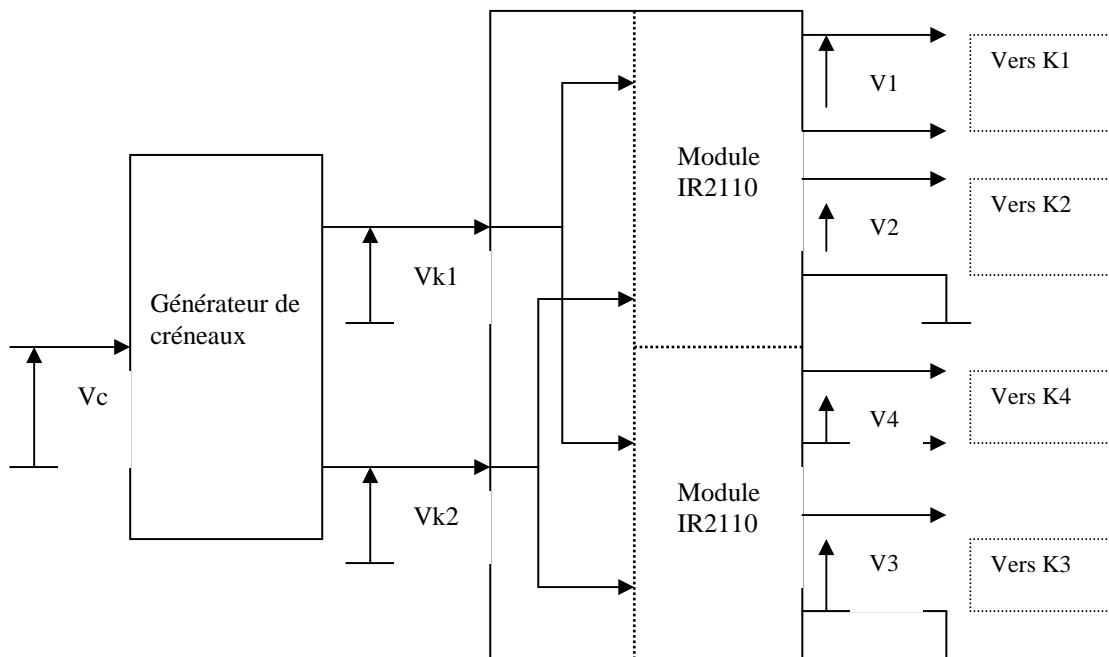 Vers K1
V1
Module
IR2110
Vers K2
V2
Vk1
Générateur de
créneaux
Vc
Vers K4
V4
Module
IR2110
Vk2
V3
Vers K3